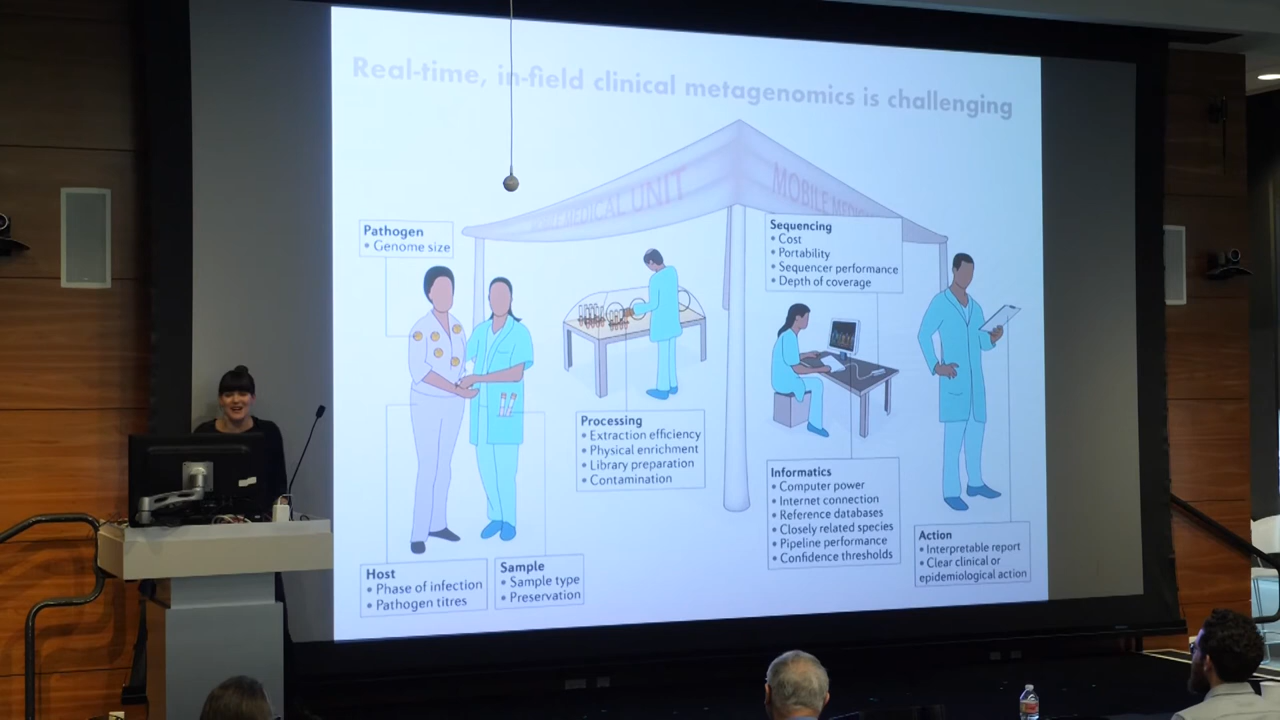 Real-time, in-field clinical metagenomics is challenging
MEDICAL UNIT
MOBILE
Pathogen
• Genome size
Sequencing
• Cost
• Portability
• Sequencer performance
• Depth of coverage
Processing
• Extraction efficiency
• Physical enrichment
• Library preparation
• Contamination
Informatics
• Computer power
• Internet connection
• Reference databases
• Closely related species
• Pipeline performance
• Confidence thresholds
Action
• Interpretable report
• Clear clinical or
epidemiological action
Host
• Phase of infection
• Pathogen titres
Sample
• Sample type
• Preservation